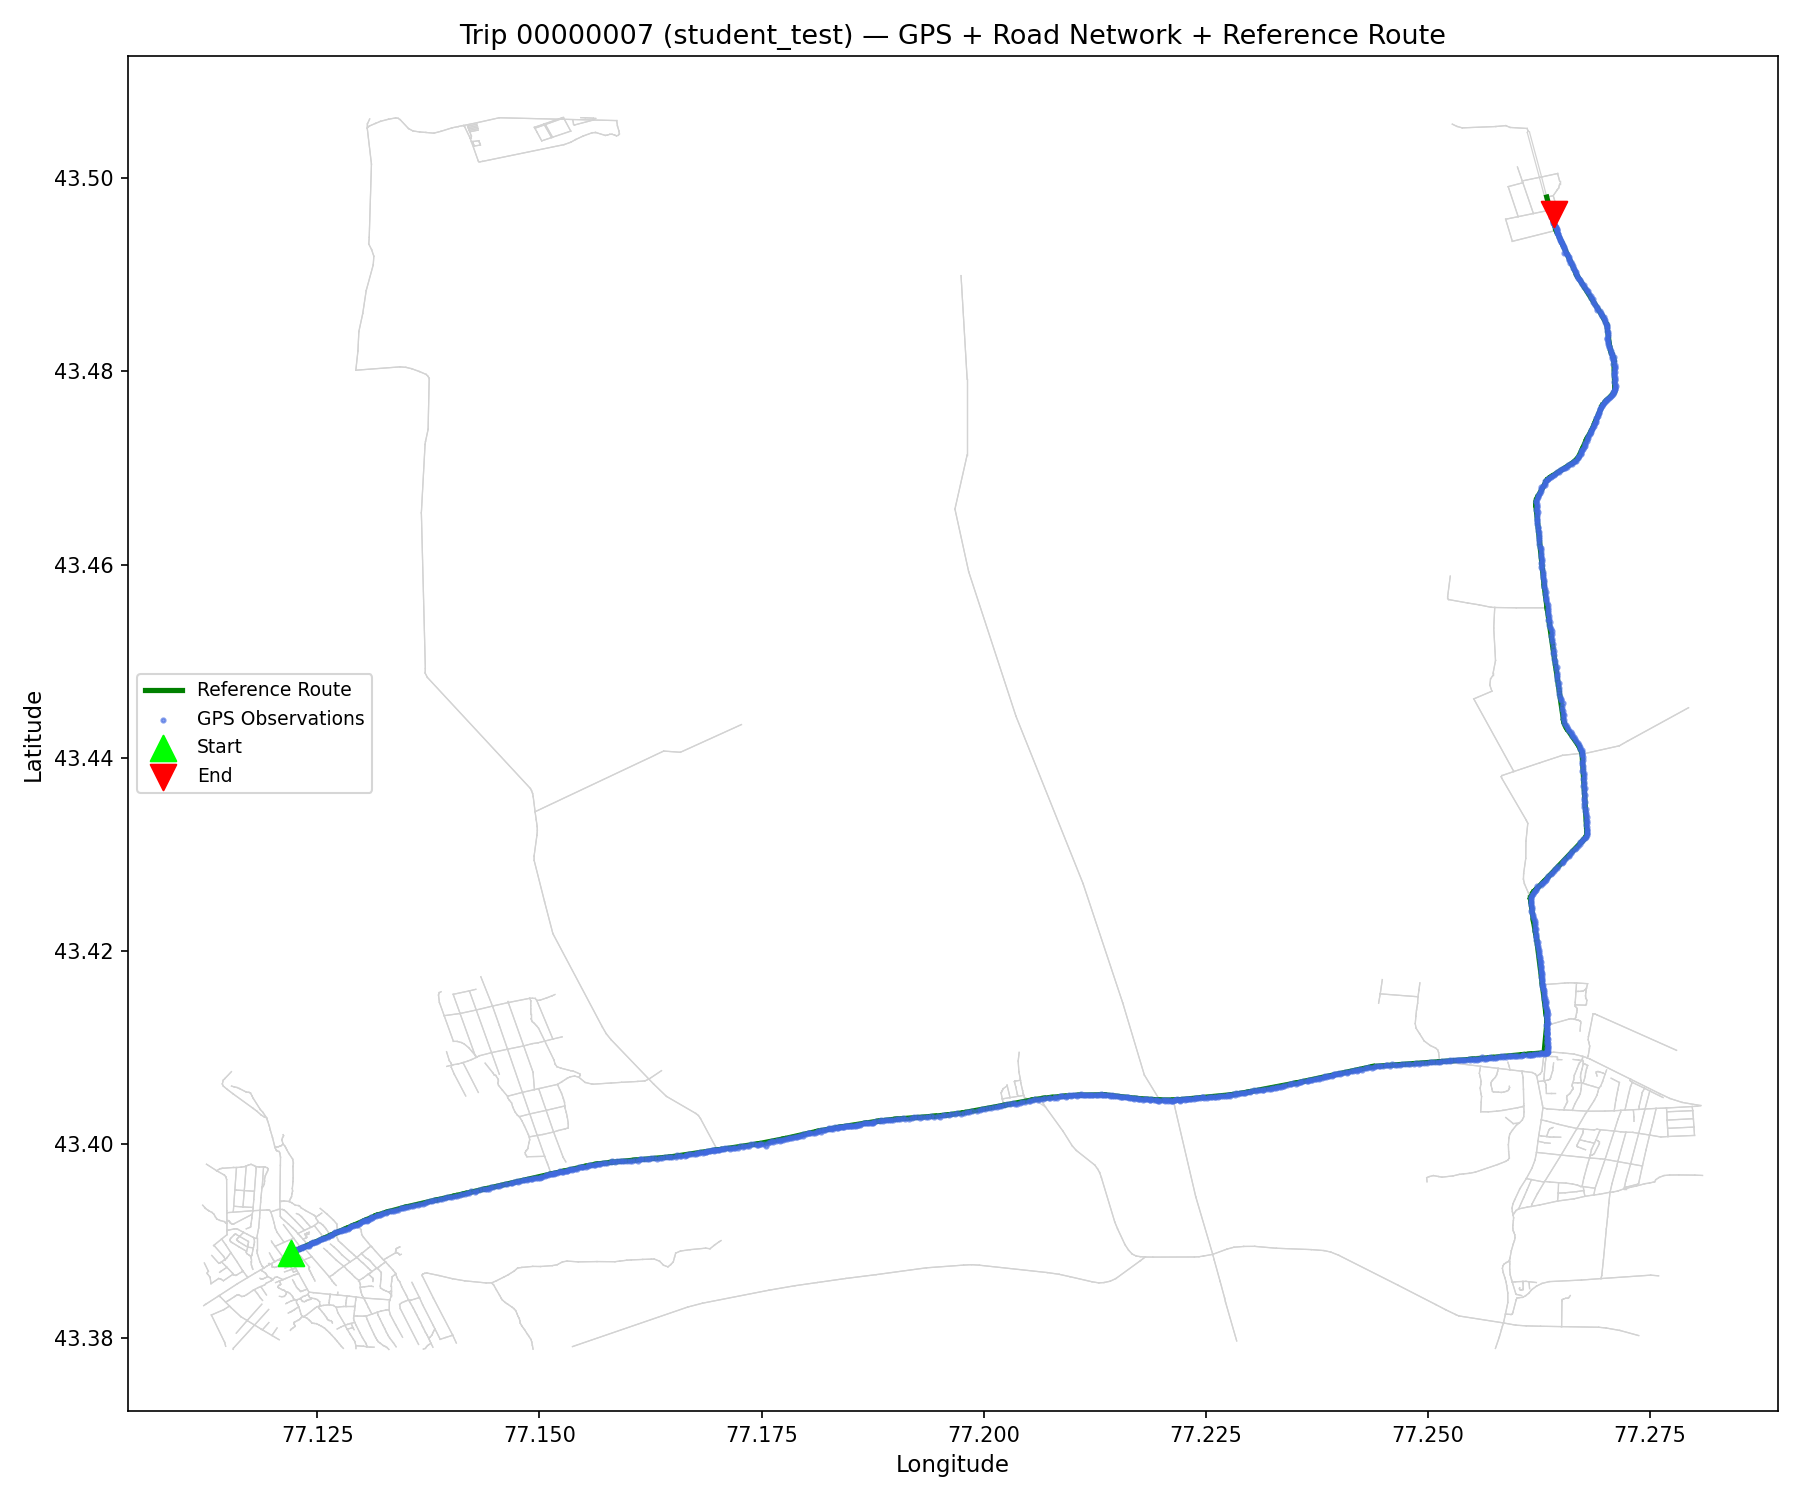 Trip 00000007 (student_test) — GPS + Road Network + Reference Route
43.50
43.48
43.46
43.44
43.42
43.40
43.38
Latitude
Reference Route
GPS Observations
Start
End
77.125
77.150
77.175
77.200
77.225
77.250
77.275
Longitude